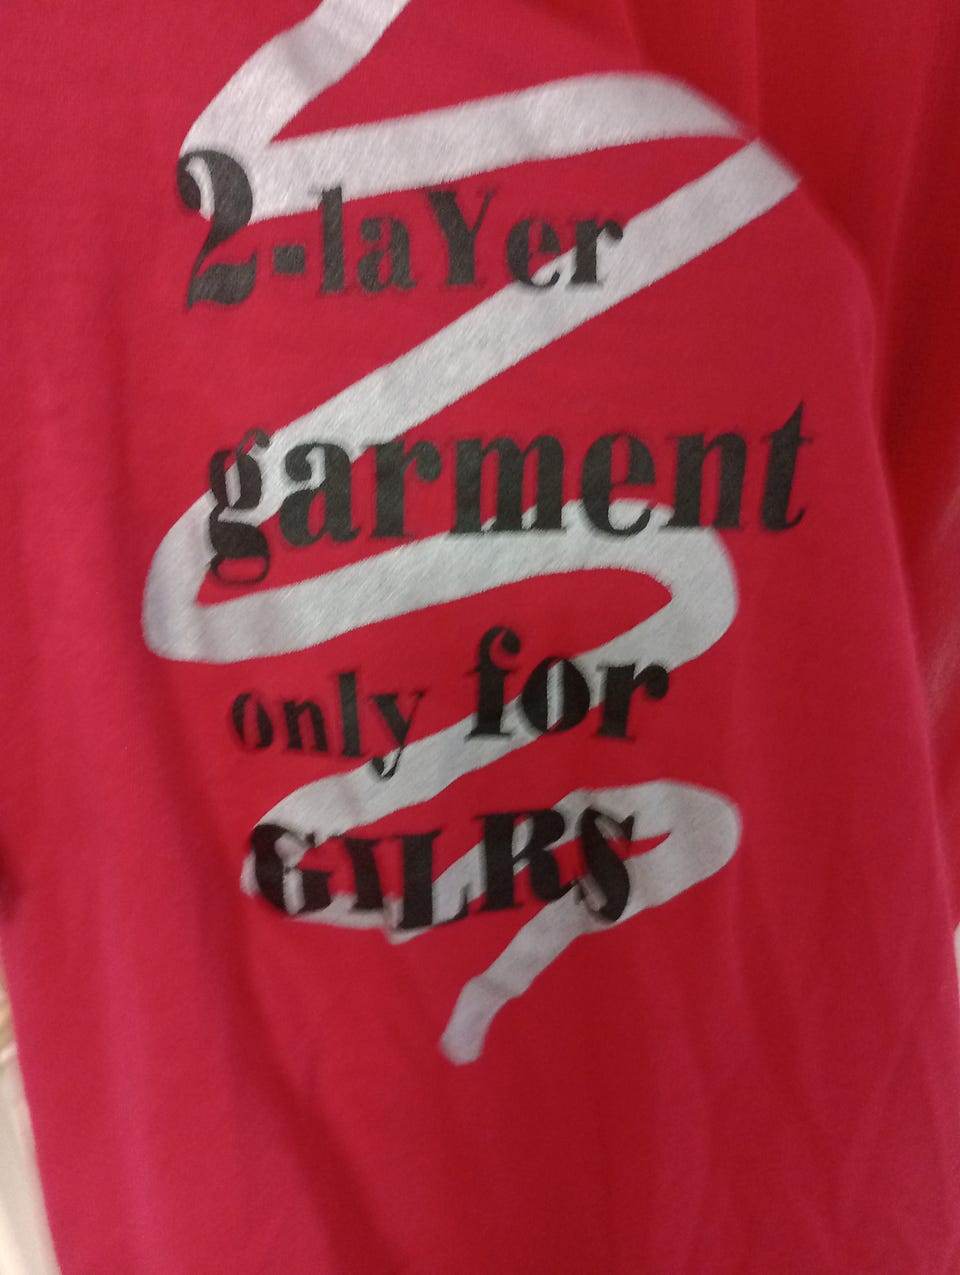 2-laYer
garment
only for
GILRS